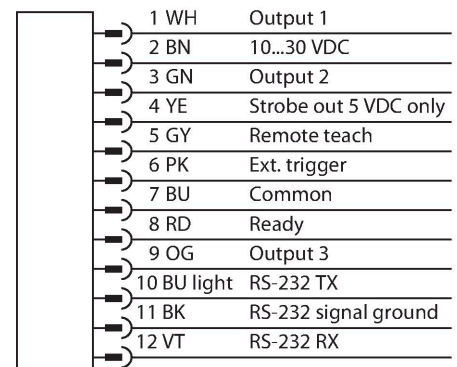 1 WH Output 1
2 BN 10...30 VDC
3 GN Output 2
4 YE Strobe out 5 VDC only
5 GY Remote teach
6 PK Ext. trigger
7 BU Common
8 RD Ready
9 OG Output 3
10 BU light RS-232 TX
11 BK RS-232 signal ground
12 VT RS-232 RX